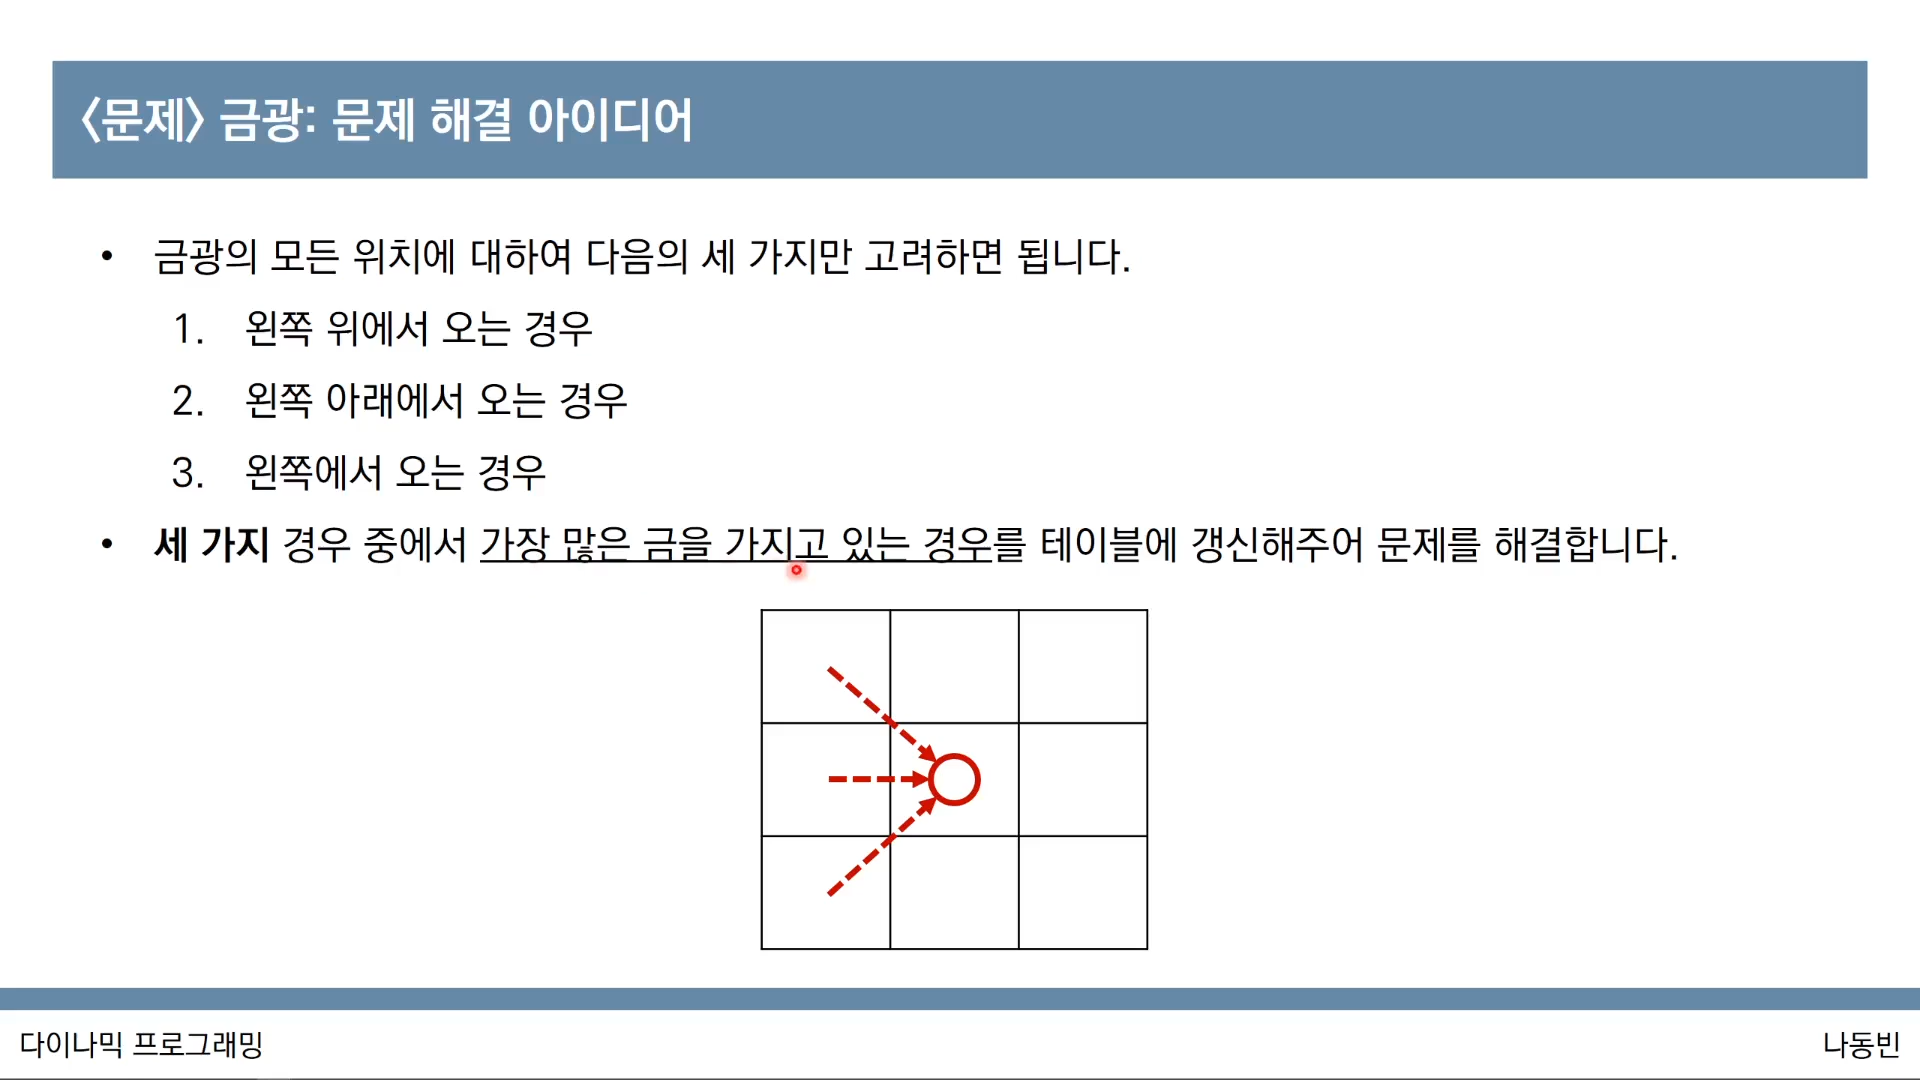 <문제> 금광: 문제 해결 아이디어
• 금광의 모든 위치에 대하여 다음의 세 가지만 고려하면 됩니다.
1. 왼쪽 위에서 오는 경우
2. 왼쪽 아래에서 오는 경우
3. 왼쪽에서 오는 경우
• 세 가지 경우 중에서 가장 많은 금을 가지고 있는 경우를 테이블에 갱신해주어 문제를 해결합니다.
다이나믹 프로그래밍
나동빈